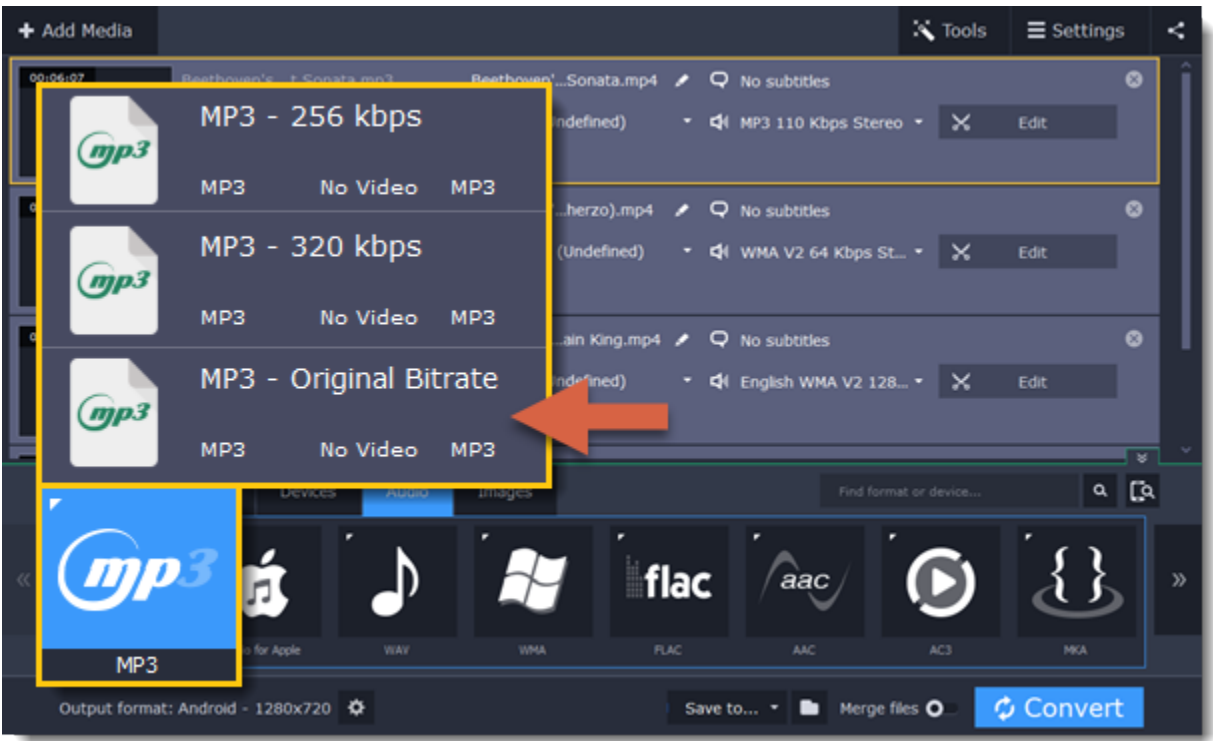 Add Media
Tools
Settings
00:06:07
Beethoven's ...t Sonata.mp3
Beethoven'...Sonata.mp4
No subtitles
ndefined)
MP3 110 Kbps Stereo
Edit
MP3 - 256 kbps
MP3 No Video MP3
...herzo).mp4
No subtitles
(Undefined)
WMA V2 64 Kbps St...
Edit
MP3 - 320 kbps
MP3 No Video MP3
...ain King.mp4
No subtitles
ndefined)
English WMA V2 128...
Edit
MP3 - Original Bitrate
MP3 No Video MP3
Devices
Audio
Images
Find format or device...
mp3
flac
aac
MP3
o for Apple
WAV
WMA
FLAC
AAC
AC3
MKA
Output format: Android - 1280x720
Save to...
Merge files
Convert